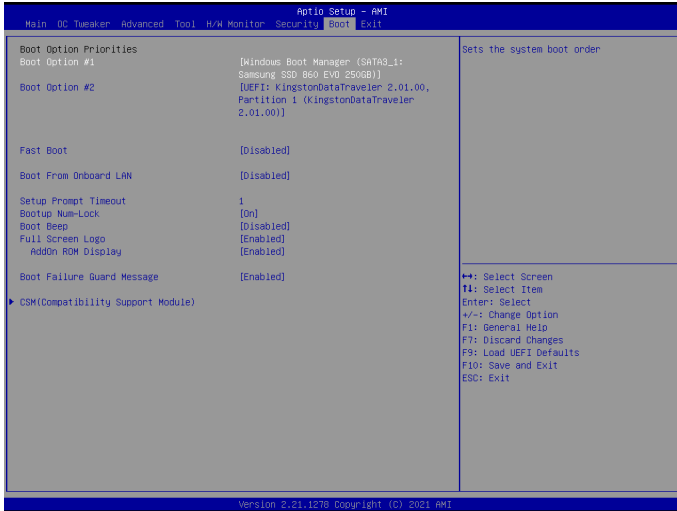 Aptio Setup – AMI
Main OC Tweaker Advanced Tool H/W Monitor Security Boot Exit
Boot Option Priorities
Boot Option #1 [Windows Boot Manager (SATA3_1: Samsung SSD 860 EVO 250GB)]
Boot Option #2 [UEFI: KingstonDataTraveler 2.01.00, Partition 1 (KingstonDataTraveler 2.01.00)]
Fast Boot [Disabled]
Boot From Onboard LAN [Disabled]
Setup Prompt Timeout 1
Bootup Num-Lock [On]
Boot Beep [Disabled]
Full Screen Logo [Enabled]
AddOn ROM Display [Enabled]
Boot Failure Guard Message [Enabled]
CSM(Compatibility Support Module)
Sets the system boot order
↔: Select Screen
↑↓: Select Item
Enter: Select
+/-: Change Option
F1: General Help
F7: Discard Changes
F9: Load UEFI Defaults
F10: Save and Exit
ESC: Exit
Version 2.21.1278 Copyright (C) 2021 AMI